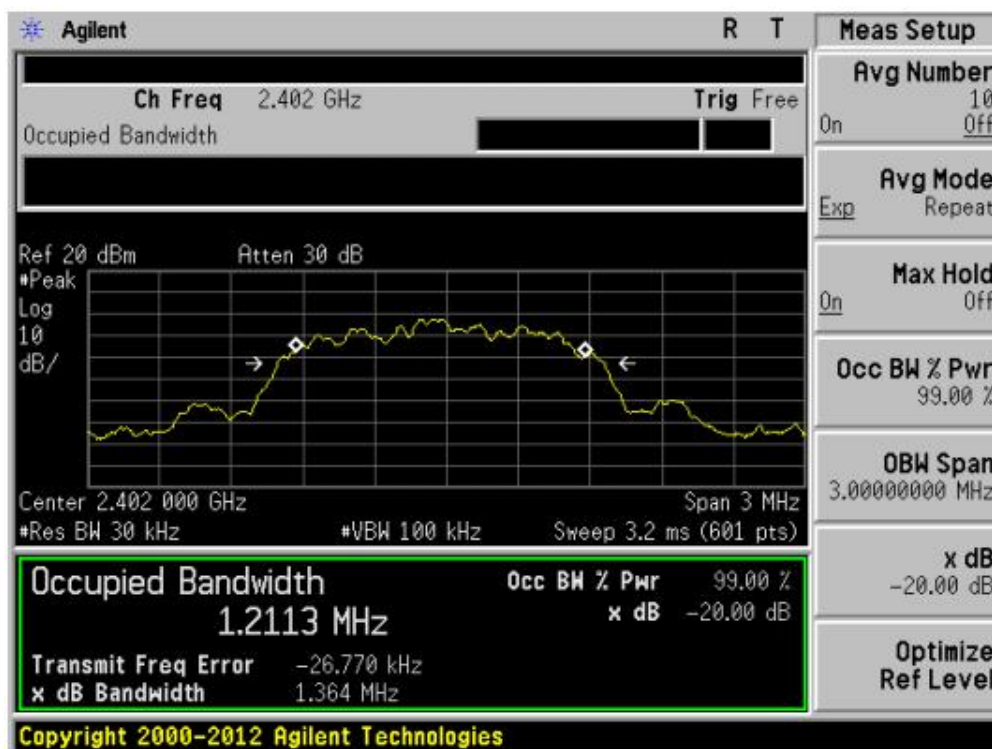 Agilent R T
Ch Freq 2.402 GHz Trig Free
Occupied Bandwidth
Ref 20 dBm Atten 30 dB
#Peak
Log
10
dB/
Center 2.402 000 GHz Span 3 MHz
#Res BW 30 kHz #VBW 100 kHz Sweep 3.2 ms (601 pts)
Occupied Bandwidth Occ BW % Pwr 99.00 %
1.2113 MHz x dB -20.00 dB
Transmit Freq Error -26.770 kHz
x dB Bandwidth 1.364 MHz
Copyright 2000-2012 Agilent Technologies
Meas Setup
Avg Number
10
On Off
Avg Mode
Exp Repeat
Max Hold
On Off
Occ BW % Pwr
99.00 %
OBW Span
3.00000000 MHz
x dB
-20.00 dB
Optimize
Ref Level